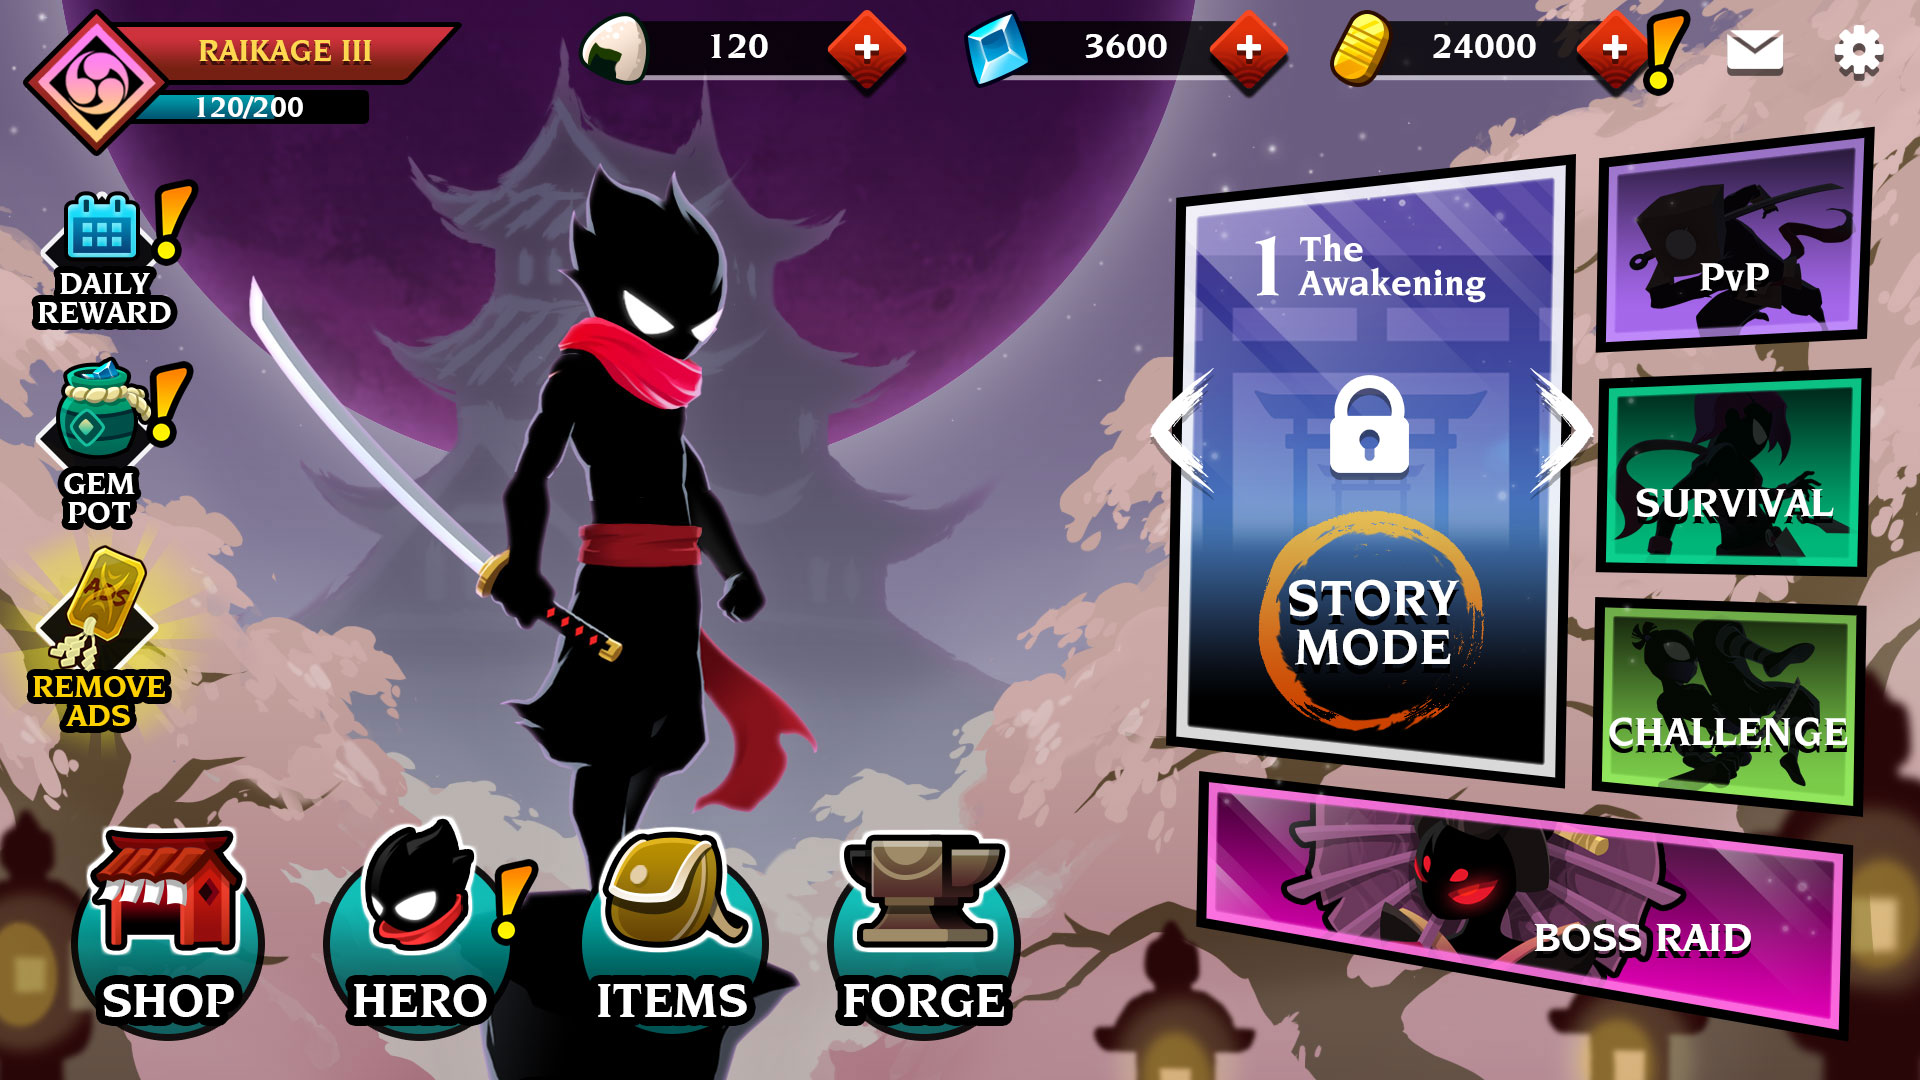 RAIKAGE III
120/200
120
3600
24000
DAILY
REWARD
GEM
POT
ADS
REMOVE
ADS
1 The
Awakening
STORY
MODE
PvP
SURVIVAL
CHALLENGE
BOSS RAID
SHOP
HERO
ITEMS
FORGE